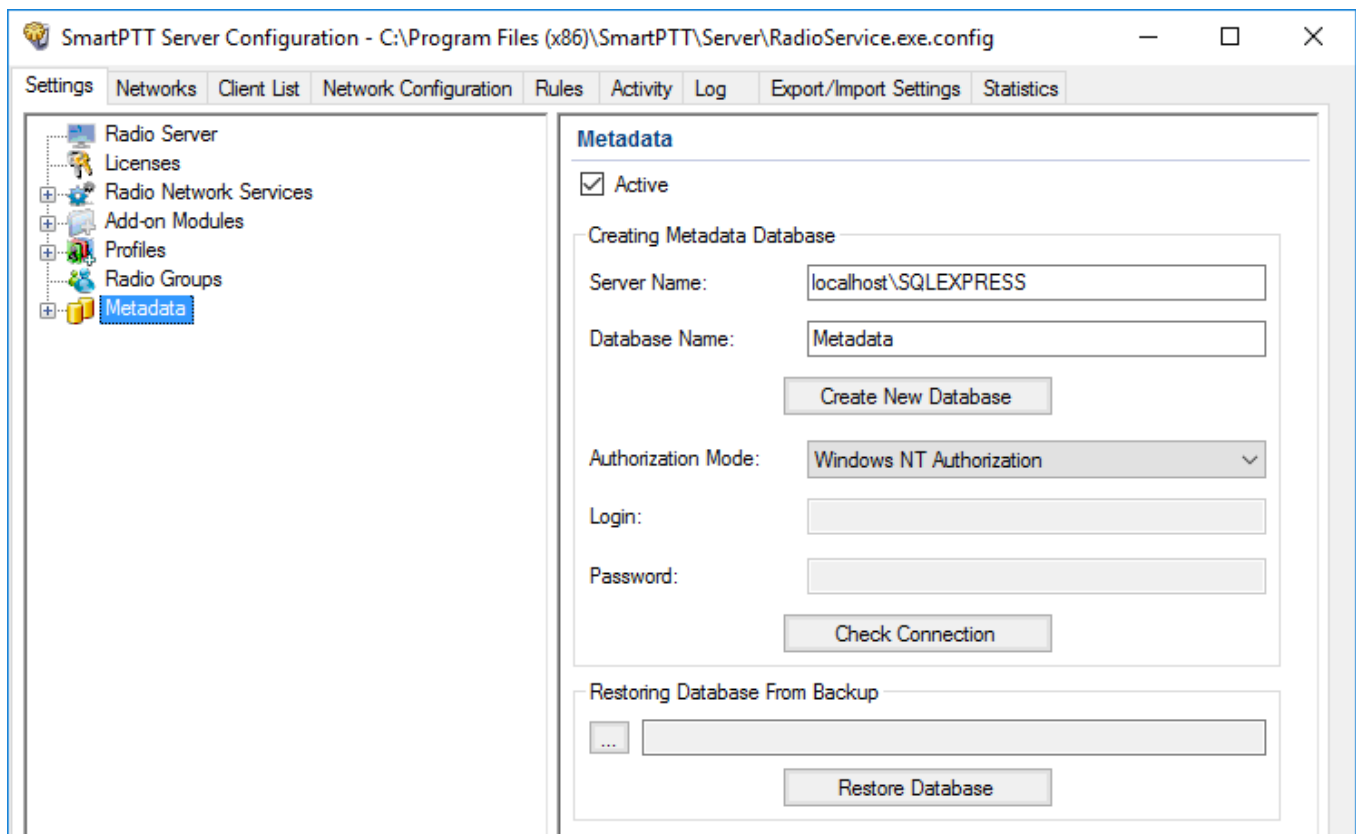 SmartPTT Server Configuration - C:\Program Files (x86)\SmartPTT\Server\RadioService.exe.config
Settings Networks Client List Network Configuration Rules Activity Log Export/Import Settings Statistics
Radio Server
Licenses
Radio Network Services
Add-on Modules
Profiles
Radio Groups
Metadata
Metadata
Active
Creating Metadata Database
Server Name: localhost\SQLEXPRESS
Database Name: Metadata
Create New Database
Authorization Mode: Windows NT Authorization
Login:
Password:
Check Connection
Restoring Database From Backup
...
Restore Database